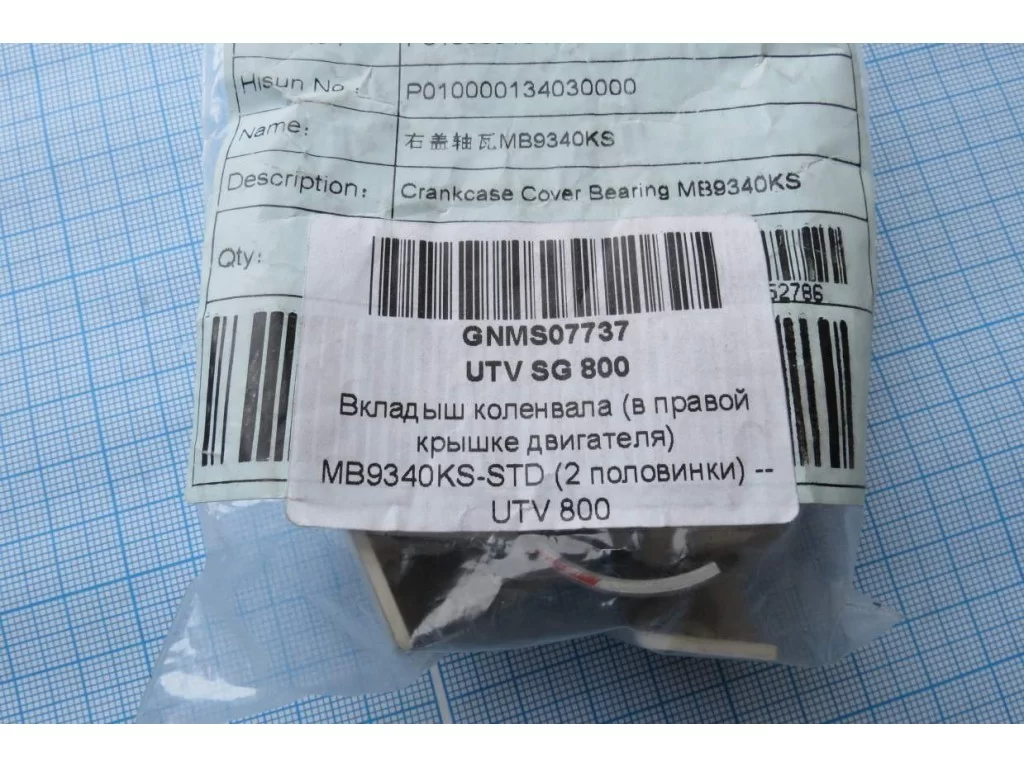 Hisun No.:
P010000134030000
Name:
右盖轴瓦MB9340KS
Description:
Crankcase Cover Bearing MB9340KS
Qty:
52786
GNMS07737
UTV SG 800
Вкладыш коленвала (в правой
крышке двигателя)
MB9340KS-STD (2 половинки) --
UTV 800